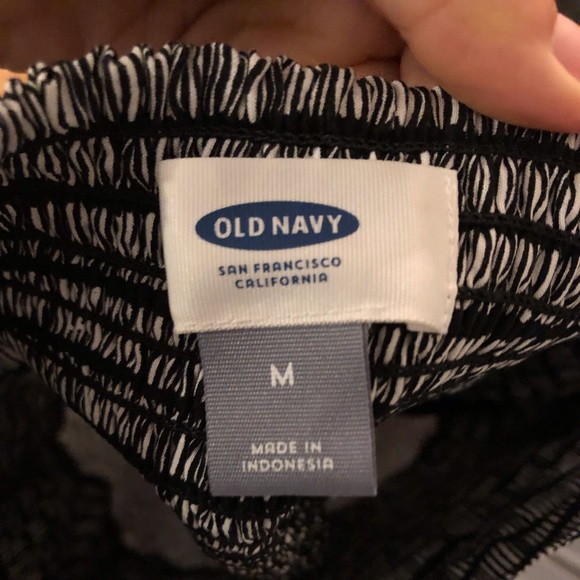 OLD NAVY
SAN FRANCISCO
CALIFORNIA
M
MADE IN
INDONESIA